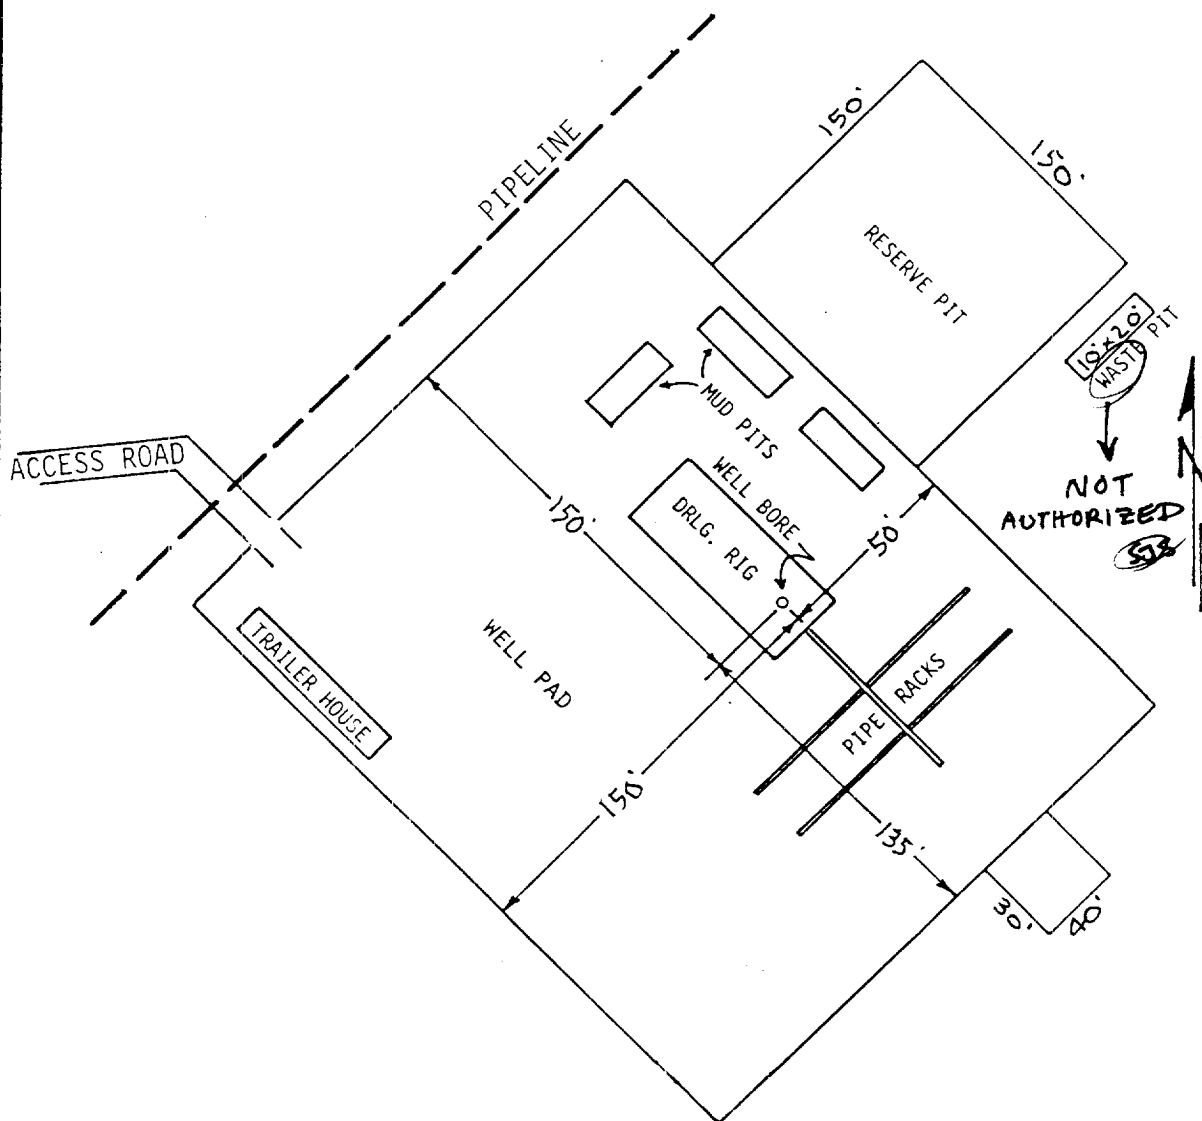 PIPELINE
150'
150'
RESERVE PIT
10'x20'
WASTE PIT
NOT
AUTHORIZED
N
MUD PITS
ACCESS ROAD
WELL BORE
DRLG. RIG
150'
50'
TRAILER HOUSE
WELL PAD
PIPE RACKS
150'
135'
30'
40'